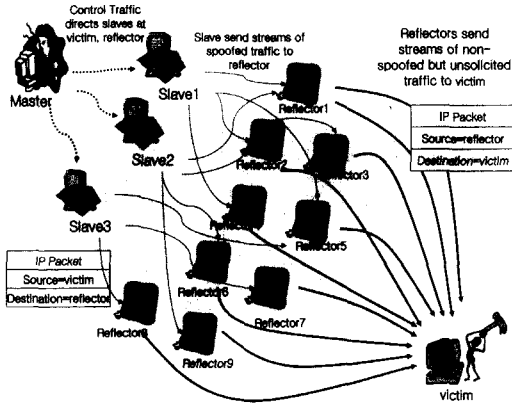 Control Traffic
directs slaves at
victim, reflector
Slave send streams of
spoofed traffic to
reflector
Reflectors send
streams of non-
spoofed but unsolicited
traffic to victim
Master
Slave1
Slave2
Slave3
Reflector1
Reflector2
Reflector3
Reflector5
Reflector6
Reflector7
Reflector8
Reflector9
IP Packet
Source=reflector
Destination=victim
IP Packet
Source=victim
Destination=reflector
victim